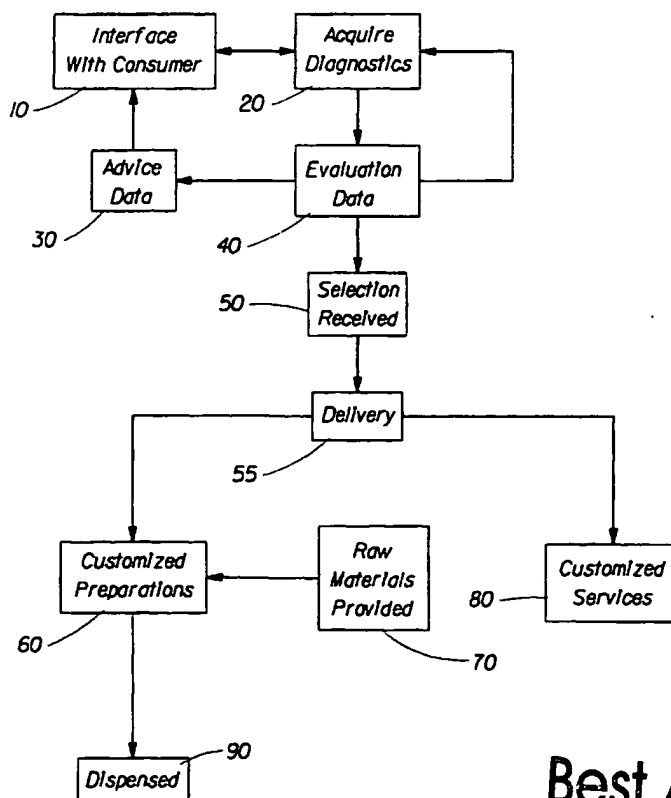 Interface
With Consumer
Acquire
Diagnostics
10
20
Advice
Data
Evaluation
Data
30
40
50
Selection
Received
Delivery
55
Customized
Preparations
Raw
Materials
Provided
Customized
Services
80
60
70
90
Dispensed
Best